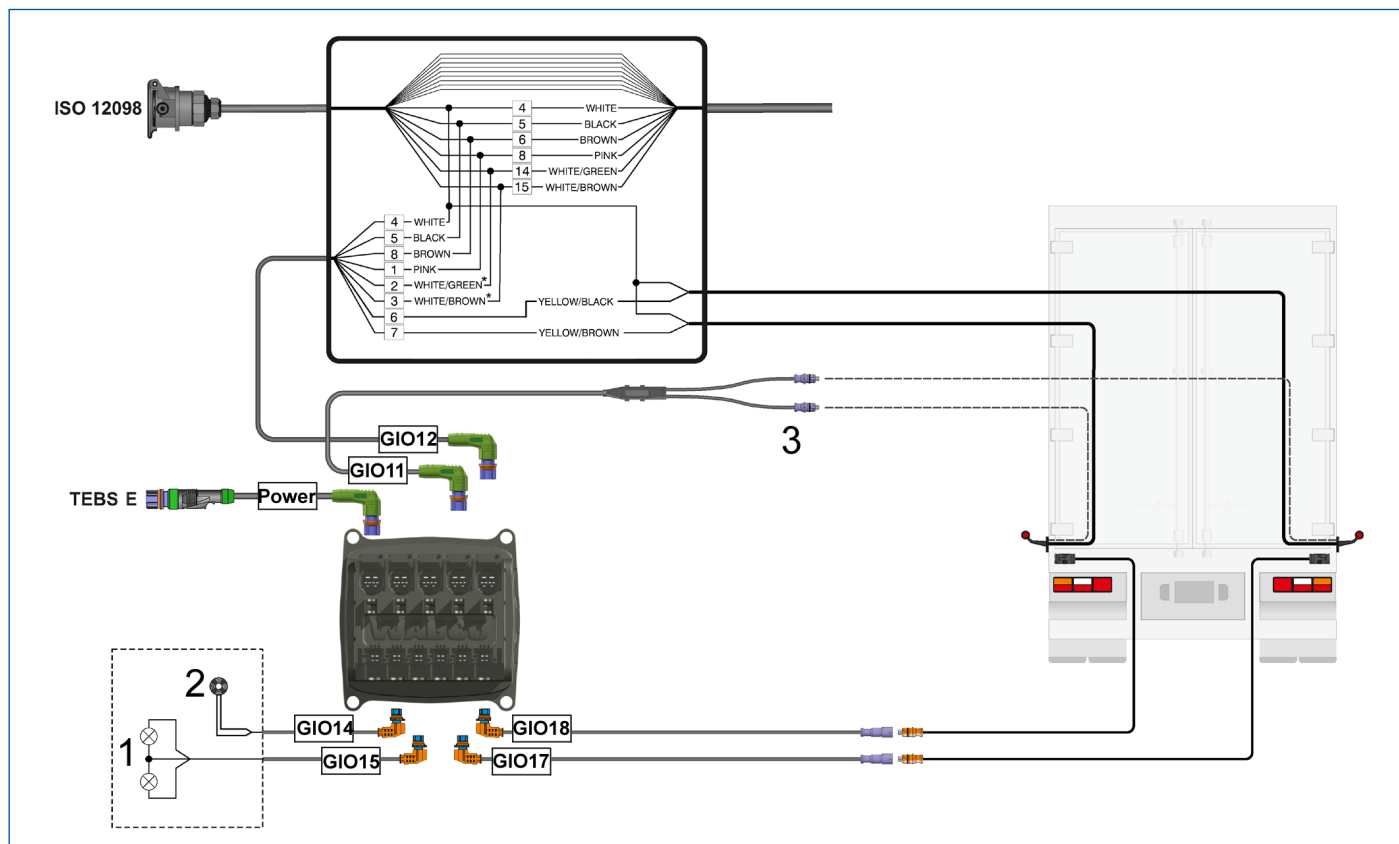 ISO 12098
4 WHITE
5 BLACK
6 BROWN
8 PINK
14 WHITE/GREEN
15 WHITE/BROWN
4 WHITE
5 BLACK
8 BROWN
1 PINK
2 WHITE/GREEN*
3 WHITE/BROWN*
6 YELLOW/BLACK
7 YELLOW/BROWN
3
GIO12
GIO11
TEBS E
Power
WABCO
2
1
GIO14
GIO18
GIO15
GIO17